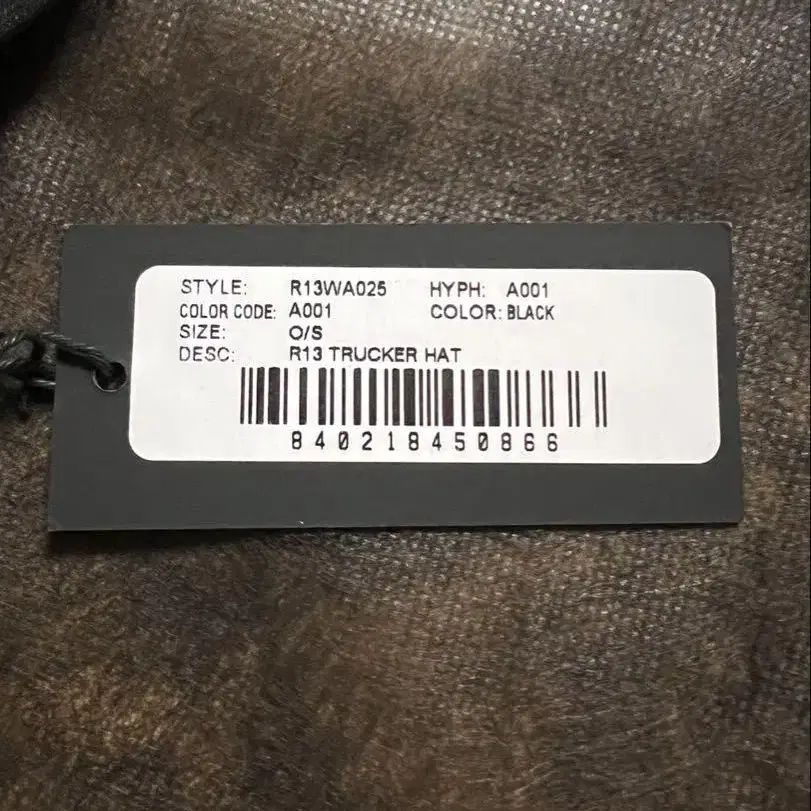 STYLE: R13WA025 HYPH: A001
COLOR CODE: A001 COLOR: BLACK
SIZE: O/S
DESC: R13 TRUCKER HAT
840218450866